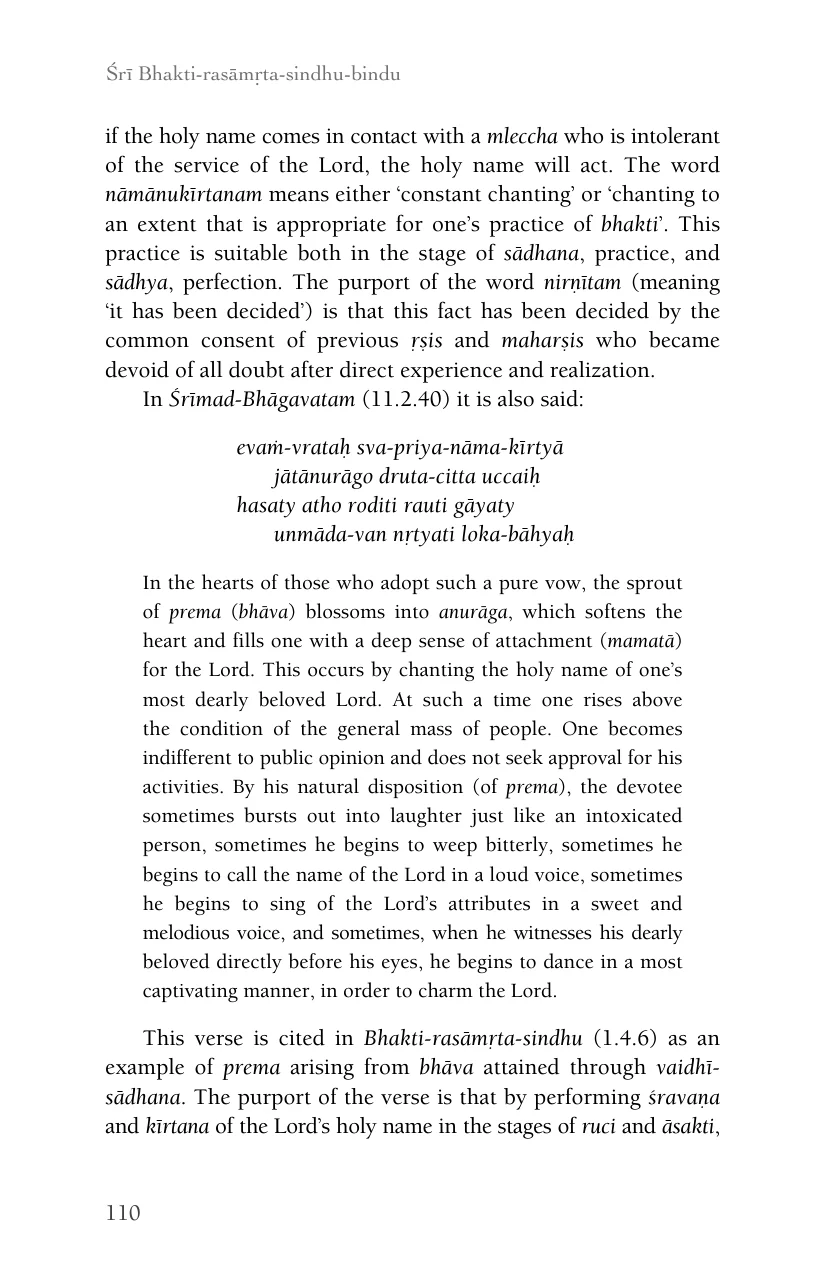 Śrī Bhakti-rasāmṛta-sindhu-bindu
if the holy name comes in contact with a mleccha who is intolerant
of the service of the Lord, the holy name will act. The word
nāmānukīrtanam means either ‘constant chanting’ or ‘chanting to
an extent that is appropriate for one’s practice of bhakti’. This
practice is suitable both in the stage of sādhana, practice, and
sādhya, perfection. The purport of the word nirṇītam (meaning
‘it has been decided’) is that this fact has been decided by the
common consent of previous ṛṣis and maharṣis who became
devoid of all doubt after direct experience and realization.
In Śrīmad-Bhāgavatam (11.2.40) it is also said:
evaṁ-vrataḥ sva-priya-nāma-kīrtyā
jātānurāgo druta-citta uccaiḥ
hasaty atho roditi rauti gāyaty
unmāda-van nṛtyati loka-bāhyaḥ
In the hearts of those who adopt such a pure vow, the sprout
of prema (bhāva) blossoms into anurāga, which softens the
heart and fills one with a deep sense of attachment (mamatā)
for the Lord. This occurs by chanting the holy name of one’s
most dearly beloved Lord. At such a time one rises above
the condition of the general mass of people. One becomes
indifferent to public opinion and does not seek approval for his
activities. By his natural disposition (of prema), the devotee
sometimes bursts out into laughter just like an intoxicated
person, sometimes he begins to weep bitterly, sometimes he
begins to call the name of the Lord in a loud voice, sometimes
he begins to sing of the Lord’s attributes in a sweet and
melodious voice, and sometimes, when he witnesses his dearly
beloved directly before his eyes, he begins to dance in a most
captivating manner, in order to charm the Lord.
This verse is cited in Bhakti-rasāmṛta-sindhu (1.4.6) as an
example of prema arising from bhāva attained through vaidhī-
sādhana. The purport of the verse is that by performing śravaṇa
and kīrtana of the Lord’s holy name in the stages of ruci and āsakti,
110